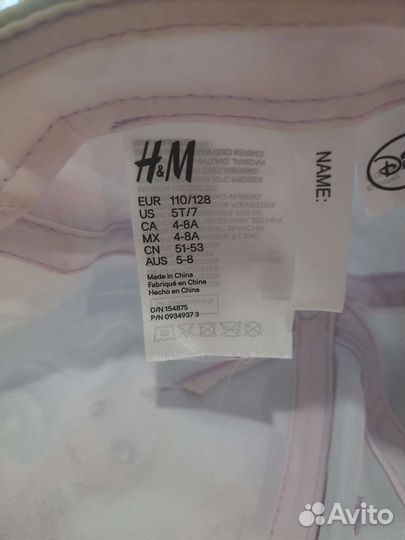 H&M
EUR 110/128
US 5T/7
CA 4-8A
MX 4-8A
CN 51-53
AUS 5-8
Made in China
Fabriqué en Chine
Hecho en China
O/N 154875
P/N 0934937 3
NAME:
Avito